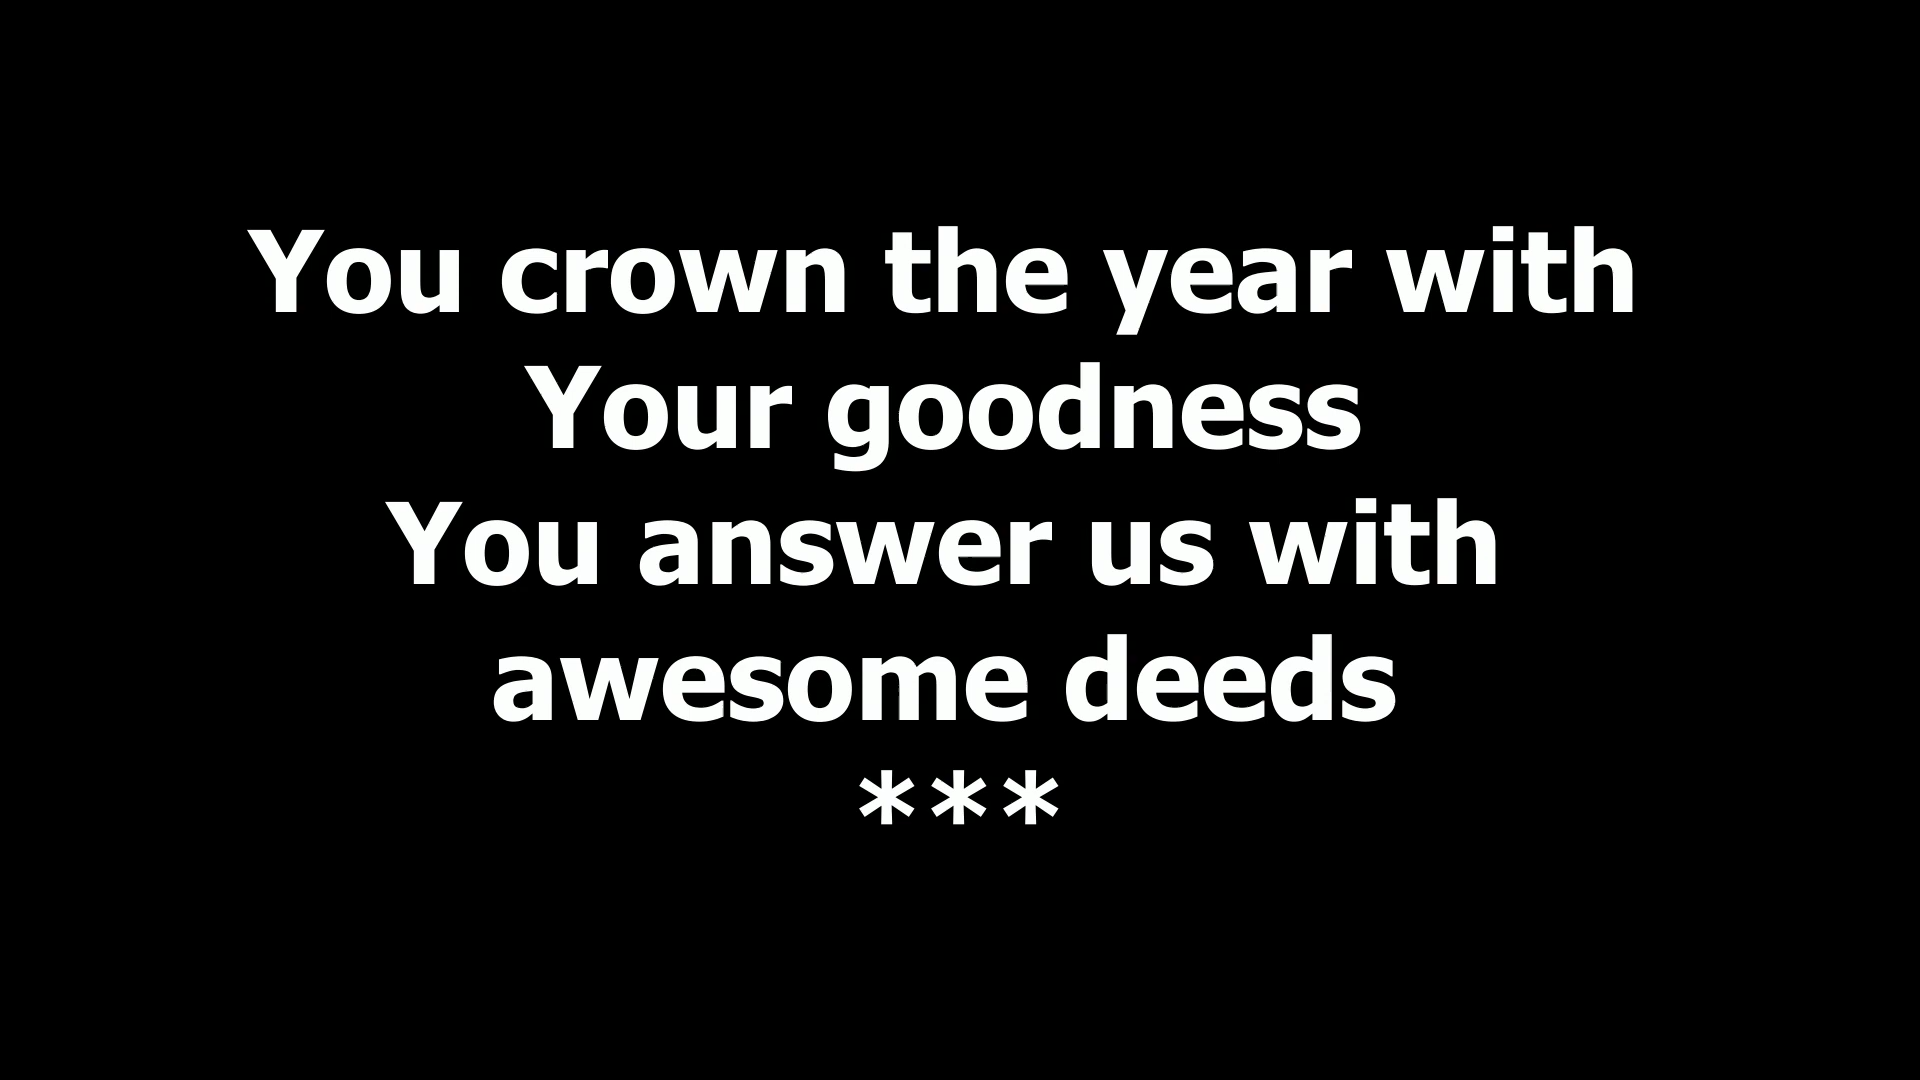 You crown the year with
Your goodness
You answer us with
awesome deeds
***